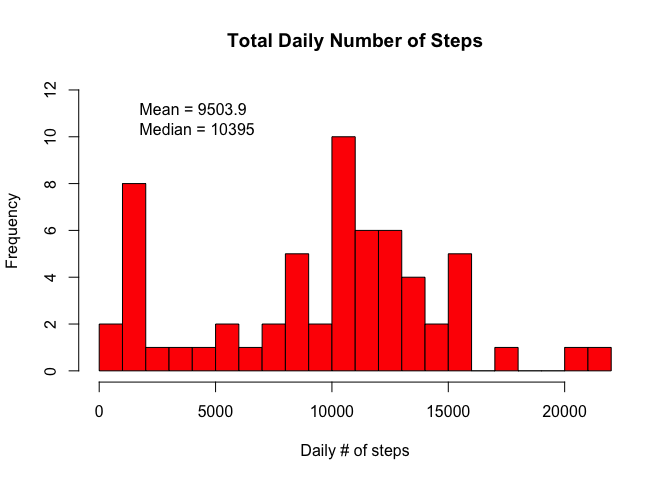 Total Daily Number of Steps
Mean = 9503.9
Median = 10395
Frequency
12
10
8
6
4
2
0
0 5000 10000 15000 20000
Daily # of steps